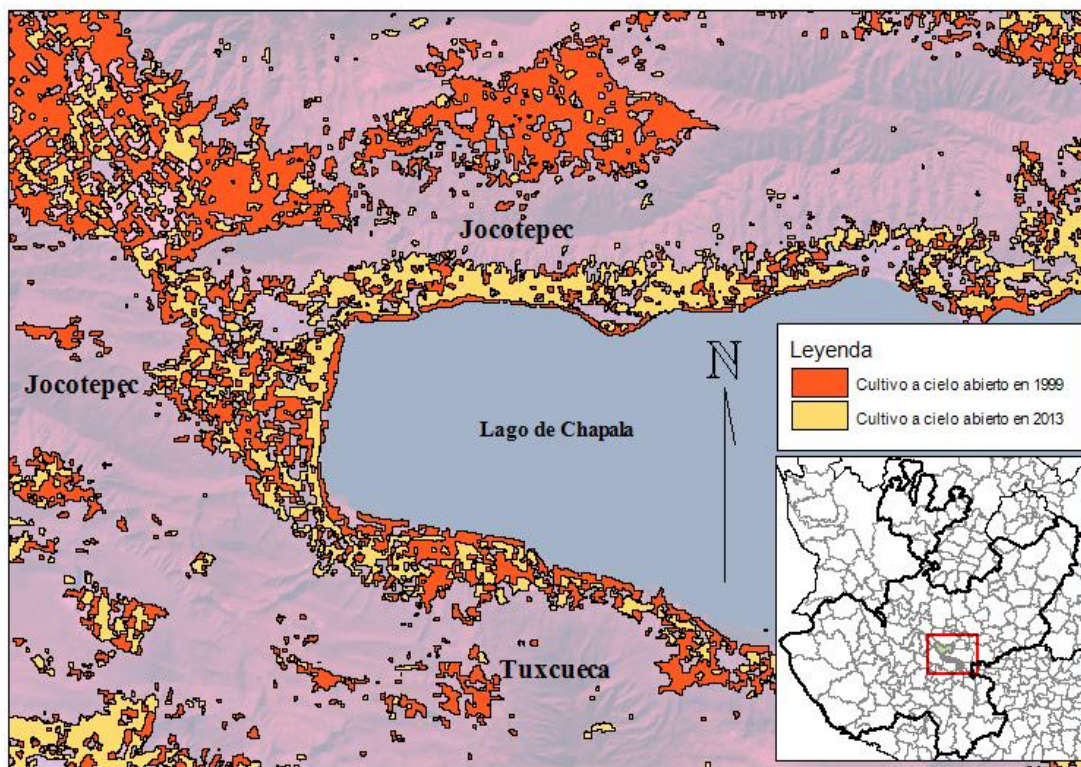 Jocotepec
Jocotepec
Lago de Chapala
Tuxcueca
N
Leyenda
Cultivo a cielo abierto en 1999
Cultivo a cielo abierto en 2013